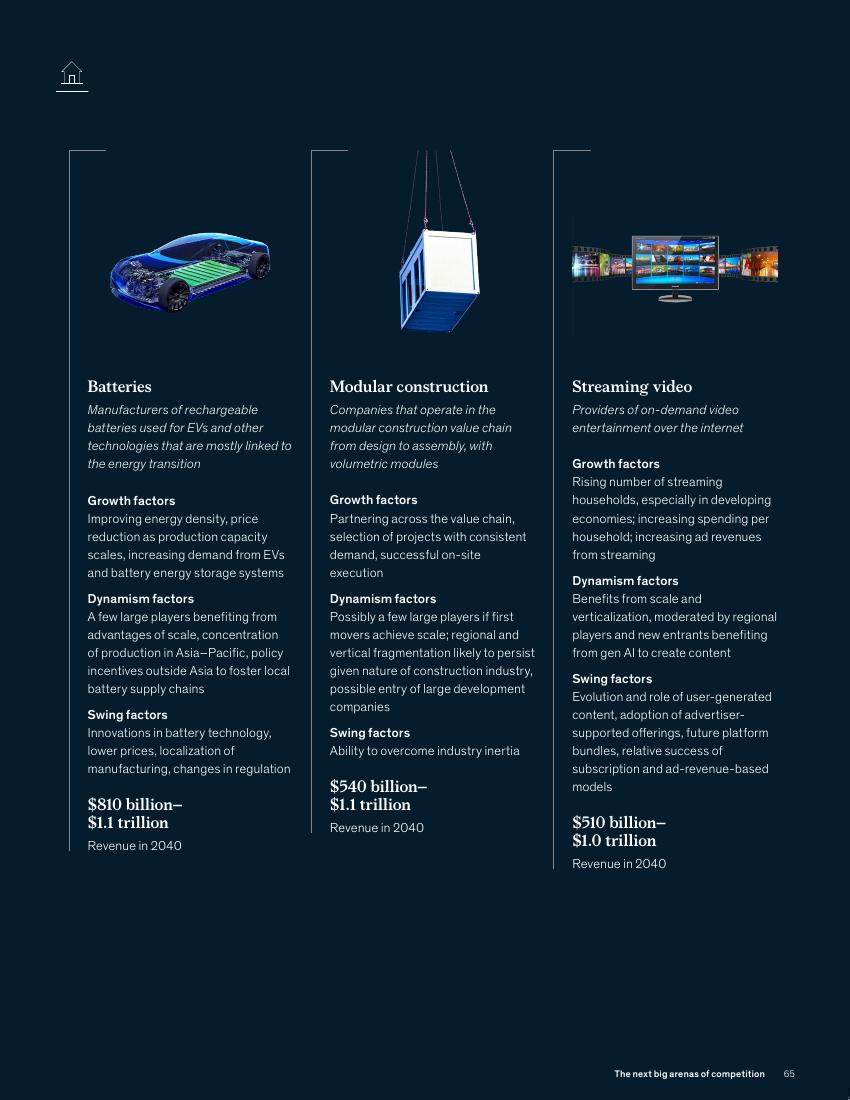 Batteries
Manufacturers of rechargeable
batteries used for EVs and other
technologies that are mostly linked to
the energy transition
Growth factors
Improving energy density, price
reduction as production capacity
scales, increasing demand from EVs
and battery energy storage systems
Dynamism factors
A few large players benefiting from
advantages of scale, concentration
of production in Asia–Pacific, policy
incentives outside Asia to foster local
battery supply chains
Swing factors
Innovations in battery technology,
lower prices, localization of
manufacturing, changes in regulation
$810 billion–
$1.1 trillion
Revenue in 2040
Modular construction
Companies that operate in the
modular construction value chain
from design to assembly, with
volumetric modules
Growth factors
Partnering across the value chain,
selection of projects with consistent
demand, successful on-site
execution
Dynamism factors
Possibly a few large players if first
movers achieve scale; regional and
vertical fragmentation likely to persist
given nature of construction industry,
possible entry of large development
companies
Swing factors
Ability to overcome industry inertia
$540 billion–
$1.1 trillion
Revenue in 2040
Streaming video
Providers of on-demand video
entertainment over the internet
Growth factors
Rising number of streaming
households, especially in developing
economies; increasing spending per
household; increasing ad revenues
from streaming
Dynamism factors
Benefits from scale and
verticalization, moderated by regional
players and new entrants benefiting
from gen AI to create content
Swing factors
Evolution and role of user-generated
content, adoption of advertiser-
supported offerings, future platform
bundles, relative success of
subscription and ad-revenue-based
models
$510 billion–
$1.0 trillion
Revenue in 2040
The next big arenas of competition 65